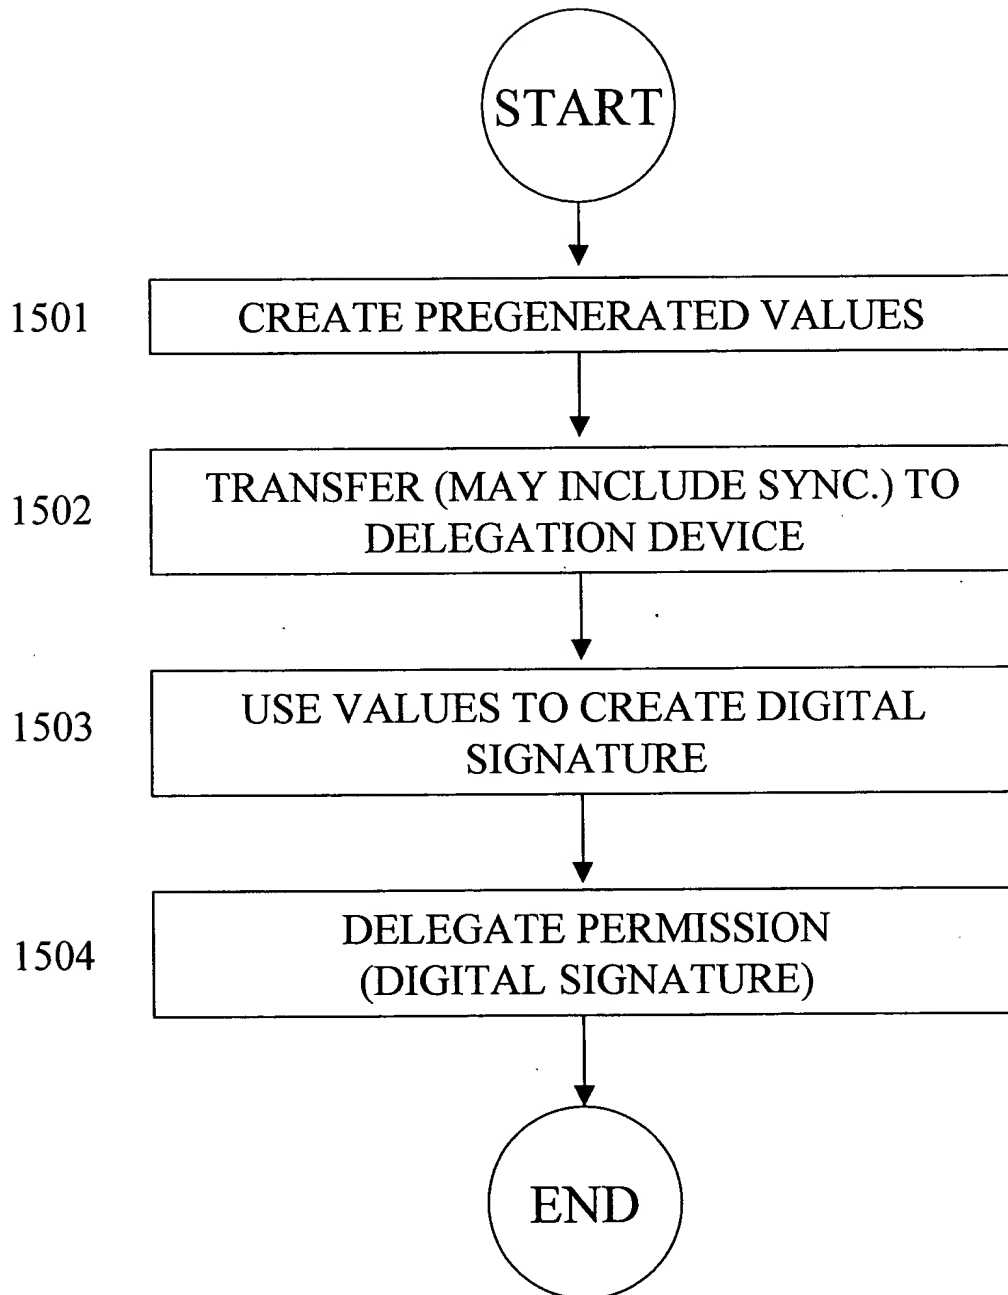 START
1501
CREATE PREGENERATED VALUES
1502
TRANSFER (MAY INCLUDE SYNC.) TO
DELEGATION DEVICE
1503
USE VALUES TO CREATE DIGITAL
SIGNATURE
1504
DELEGATE PERMISSION
(DIGITAL SIGNATURE)
END